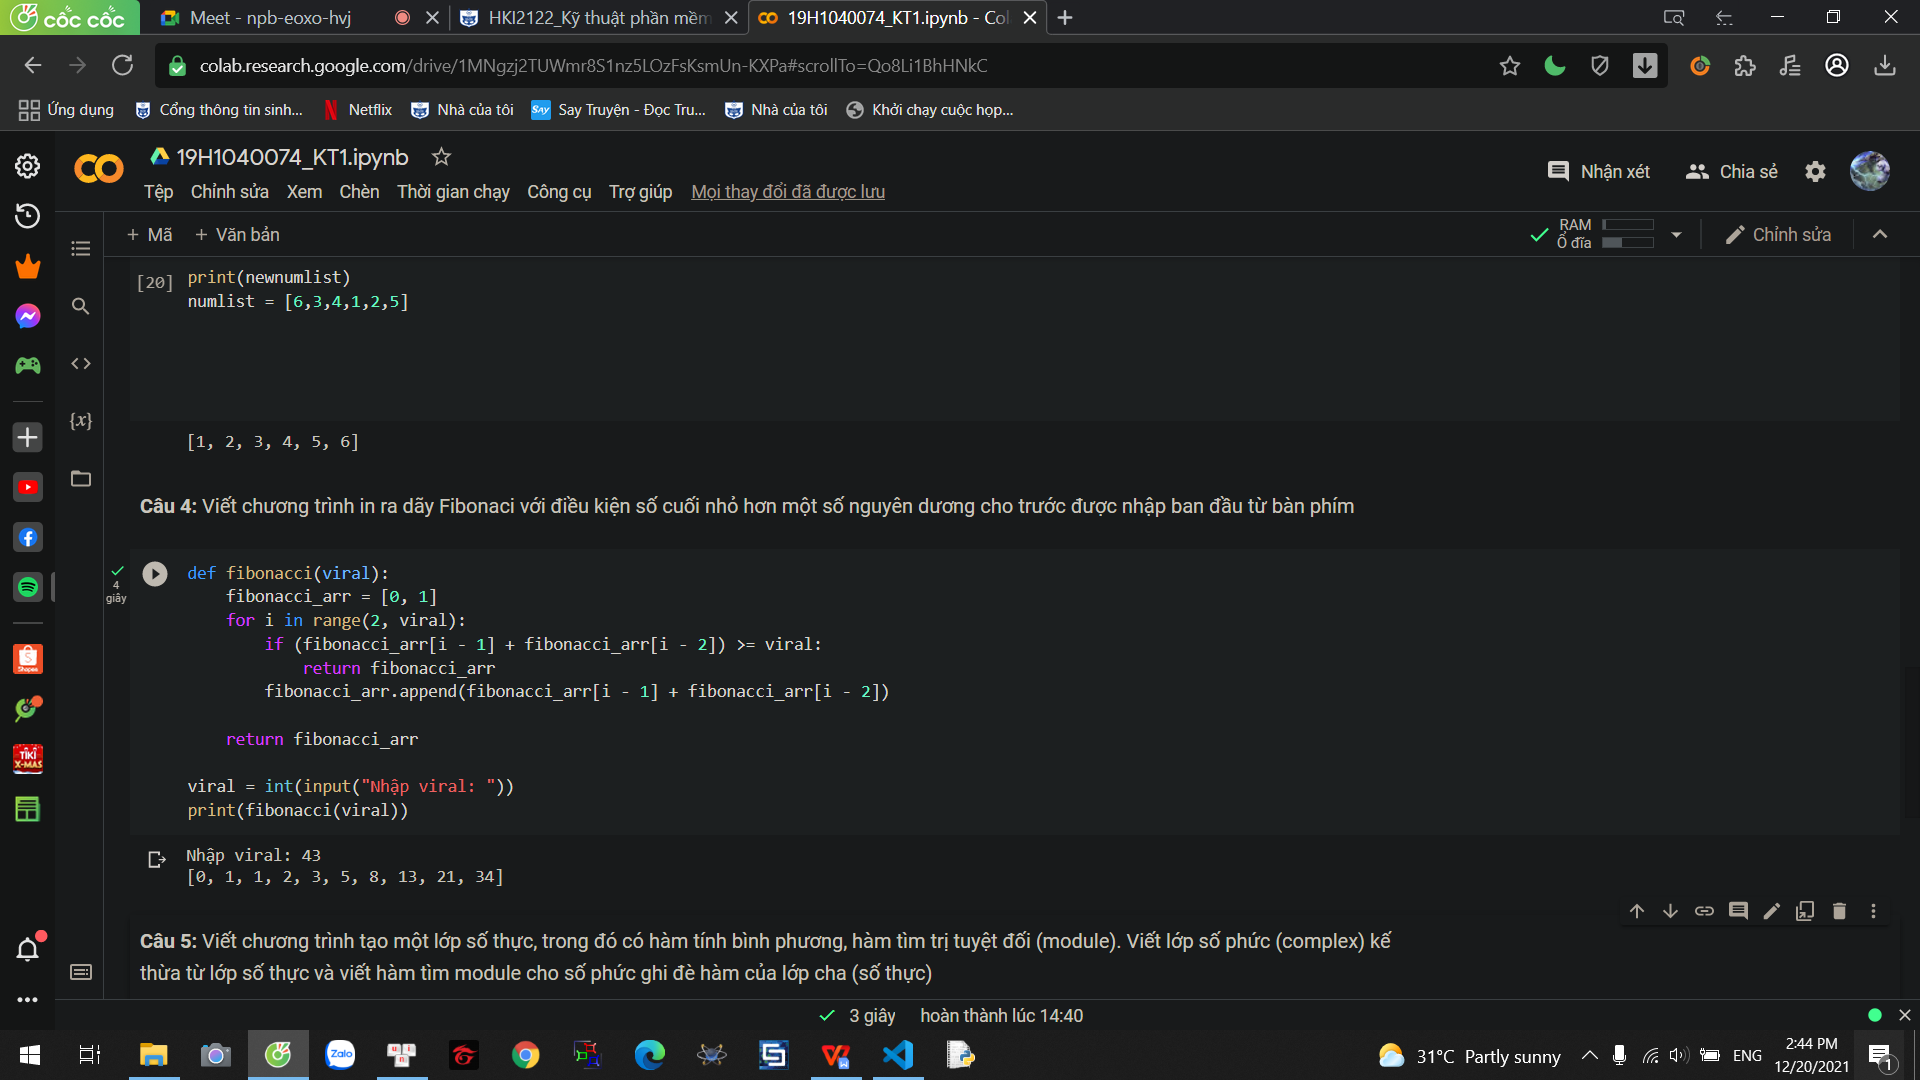 cốc cốc
Meet - npb-eoxo-hvj
HKI2122_Kỹ thuật phần mềm
19H1040074_KT1.ipynb - Col
colab.research.google.com/drive/1MNgzj2TUWmr8S1nz5LOzFsKsmUn-KXPa#scrollTo=Qo8Li1BhHNkC
Ứng dụng
Cổng thông tin sinh...
Netflix
Nhà của tôi
SAY
Say Truyện - Đọc Tru...
Nhà của tôi
Khởi chạy cuộc họp...
19H1040074_KT1.ipynb
Nhận xét
Chia sẻ
Tệp Chỉnh sửa Xem Chèn Thời gian chạy Công cụ Trợ giúp Mọi thay đổi đã được lưu
+ Mã + Văn bản
RAM
Ổ đĩa
Chỉnh sửa
[20]
print(newnumlist)
numlist = [6,3,4,1,2,5]
{x}
[1, 2, 3, 4, 5, 6]
Câu 4: Viết chương trình in ra dãy Fibonaci với điều kiện số cuối nhỏ hơn một số nguyên dương cho trước được nhập ban đầu từ bàn phím
4
giây
def fibonacci(viral):
fibonacci_arr = [0, 1]
for i in range(2, viral):
if (fibonacci_arr[i - 1] + fibonacci_arr[i - 2]) >= viral:
return fibonacci_arr
fibonacci_arr.append(fibonacci_arr[i - 1] + fibonacci_arr[i - 2])
return fibonacci_arr
viral = int(input("Nhập viral: "))
print(fibonacci(viral))
Shopee
TIKI
X-MAS
Nhập viral: 43
[0, 1, 1, 2, 3, 5, 8, 13, 21, 34]
Câu 5: Viết chương trình tạo một lớp số thực, trong đó có hàm tính bình phương, hàm tìm trị tuyệt đối (module). Viết lớp số phức (complex) kế
thừa từ lớp số thực và viết hàm tìm module cho số phức ghi đè hàm của lớp cha (số thực)
3 giây hoàn thành lúc 14:40
Zalo
31°C Partly sunny
ENG
2:44 PM
12/20/2021
1